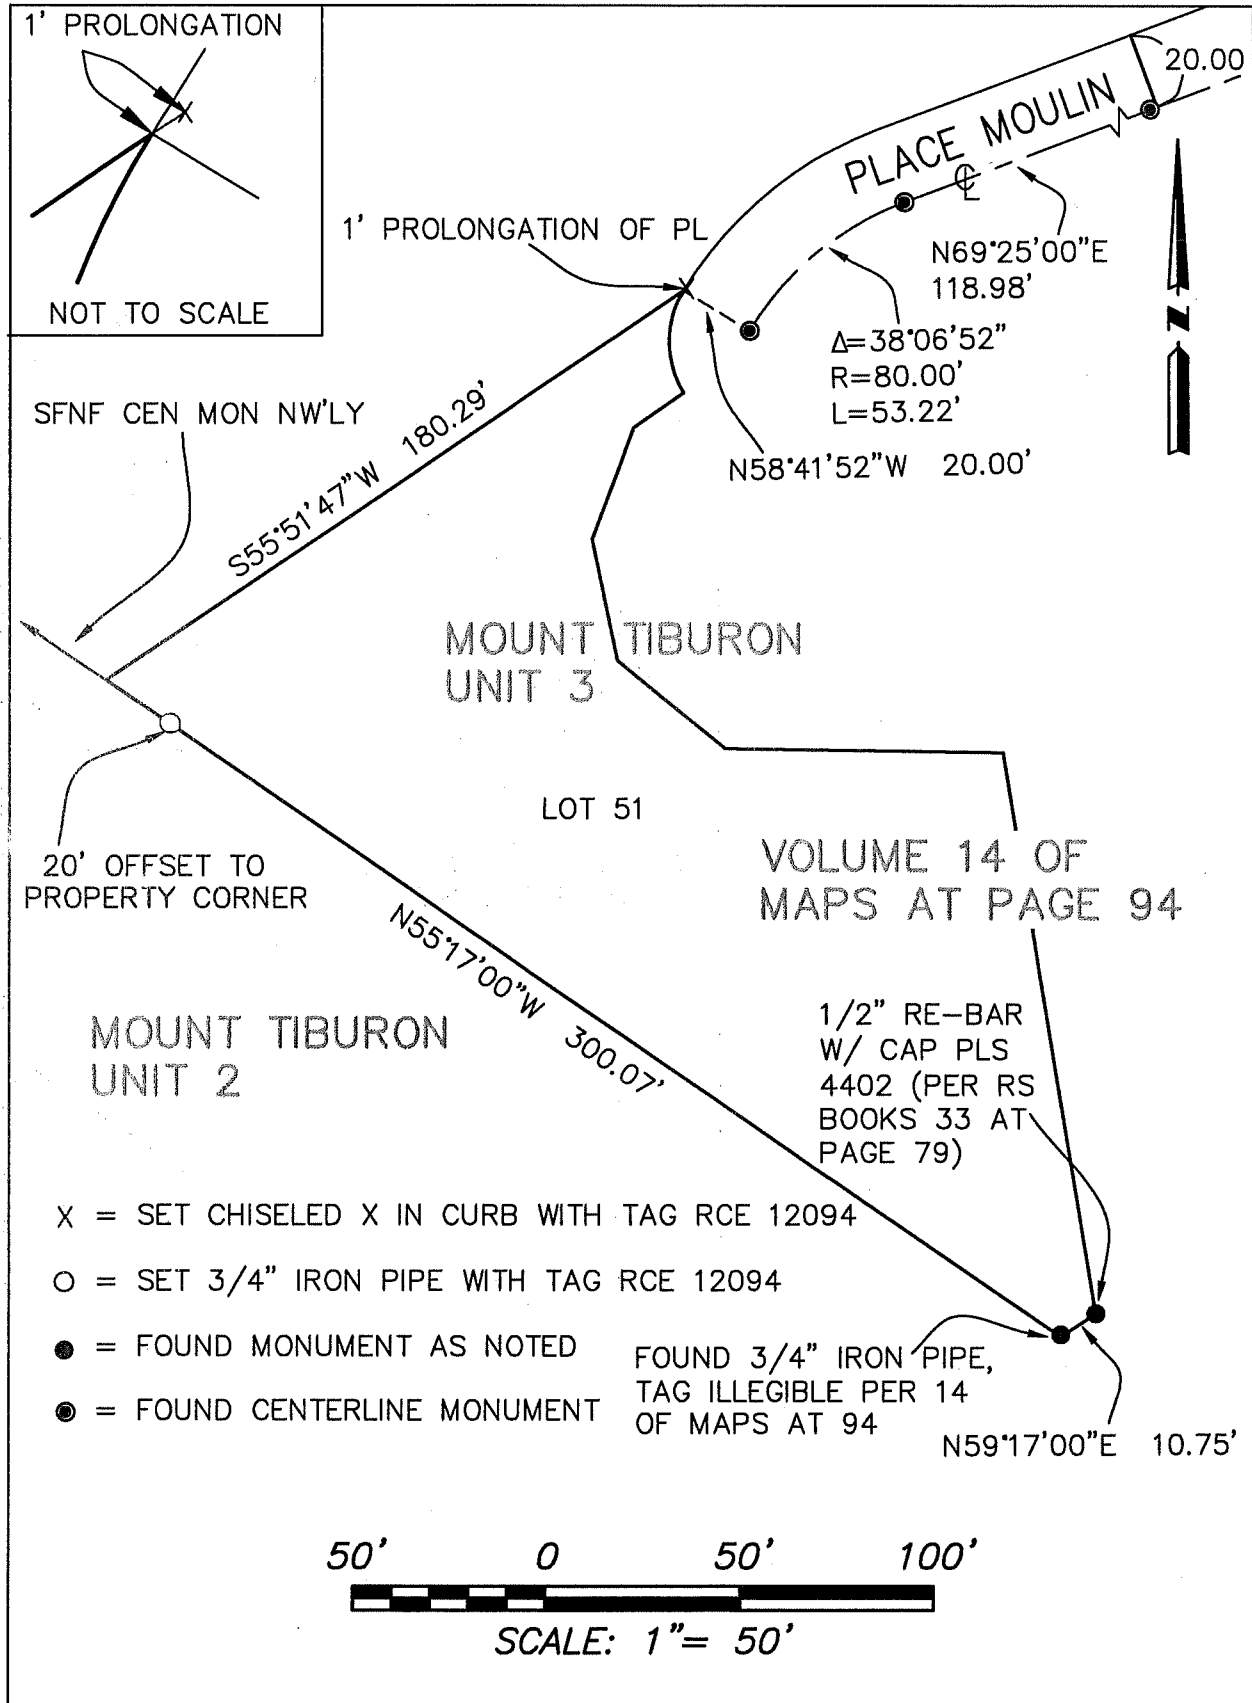 1' PROLONGATION
NOT TO SCALE
20.00
PLACE MOULIN
℄
1' PROLONGATION OF PL
N69°25'00"E
118.98'
Δ=38°06'52"
R=80.00'
L=53.22'
N
SFNF CEN MON NW'LY
N58°41'52"W 20.00'
S55°51'47"W 180.29'
MOUNT TIBURON
UNIT 3
LOT 51
20' OFFSET TO
PROPERTY CORNER
VOLUME 14 OF
MAPS AT PAGE 94
N55°17'00"W 300.07'
MOUNT TIBURON
UNIT 2
1/2" RE-BAR
W/ CAP PLS
4402 (PER RS
BOOKS 33 AT
PAGE 79)
X = SET CHISELED X IN CURB WITH TAG RCE 12094
O = SET 3/4" IRON PIPE WITH TAG RCE 12094
● = FOUND MONUMENT AS NOTED
◉ = FOUND CENTERLINE MONUMENT
FOUND 3/4" IRON PIPE,
TAG ILLEGIBLE PER 14
OF MAPS AT 94
N59°17'00"E 10.75'
50' 0 50' 100'
SCALE: 1"= 50'